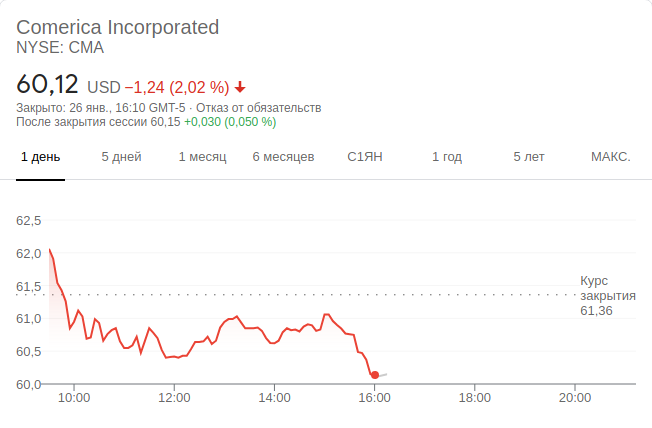 Comerica Incorporated
NYSE: CMA
60,12 USD −1,24 (2,02 %)
Закрыто: 26 янв., 16:10 GMT-5 · Отказ от обязательств
После закрытия сессии 60,15 +0,030 (0,050 %)
1 день 5 дней 1 месяц 6 месяцев С1ЯН 1 год 5 лет МАКС.
62,5
62,0
61,5
61,0
60,5
60,0
Курс
закрытия
61,36
10:00 12:00 14:00 16:00 18:00 20:00